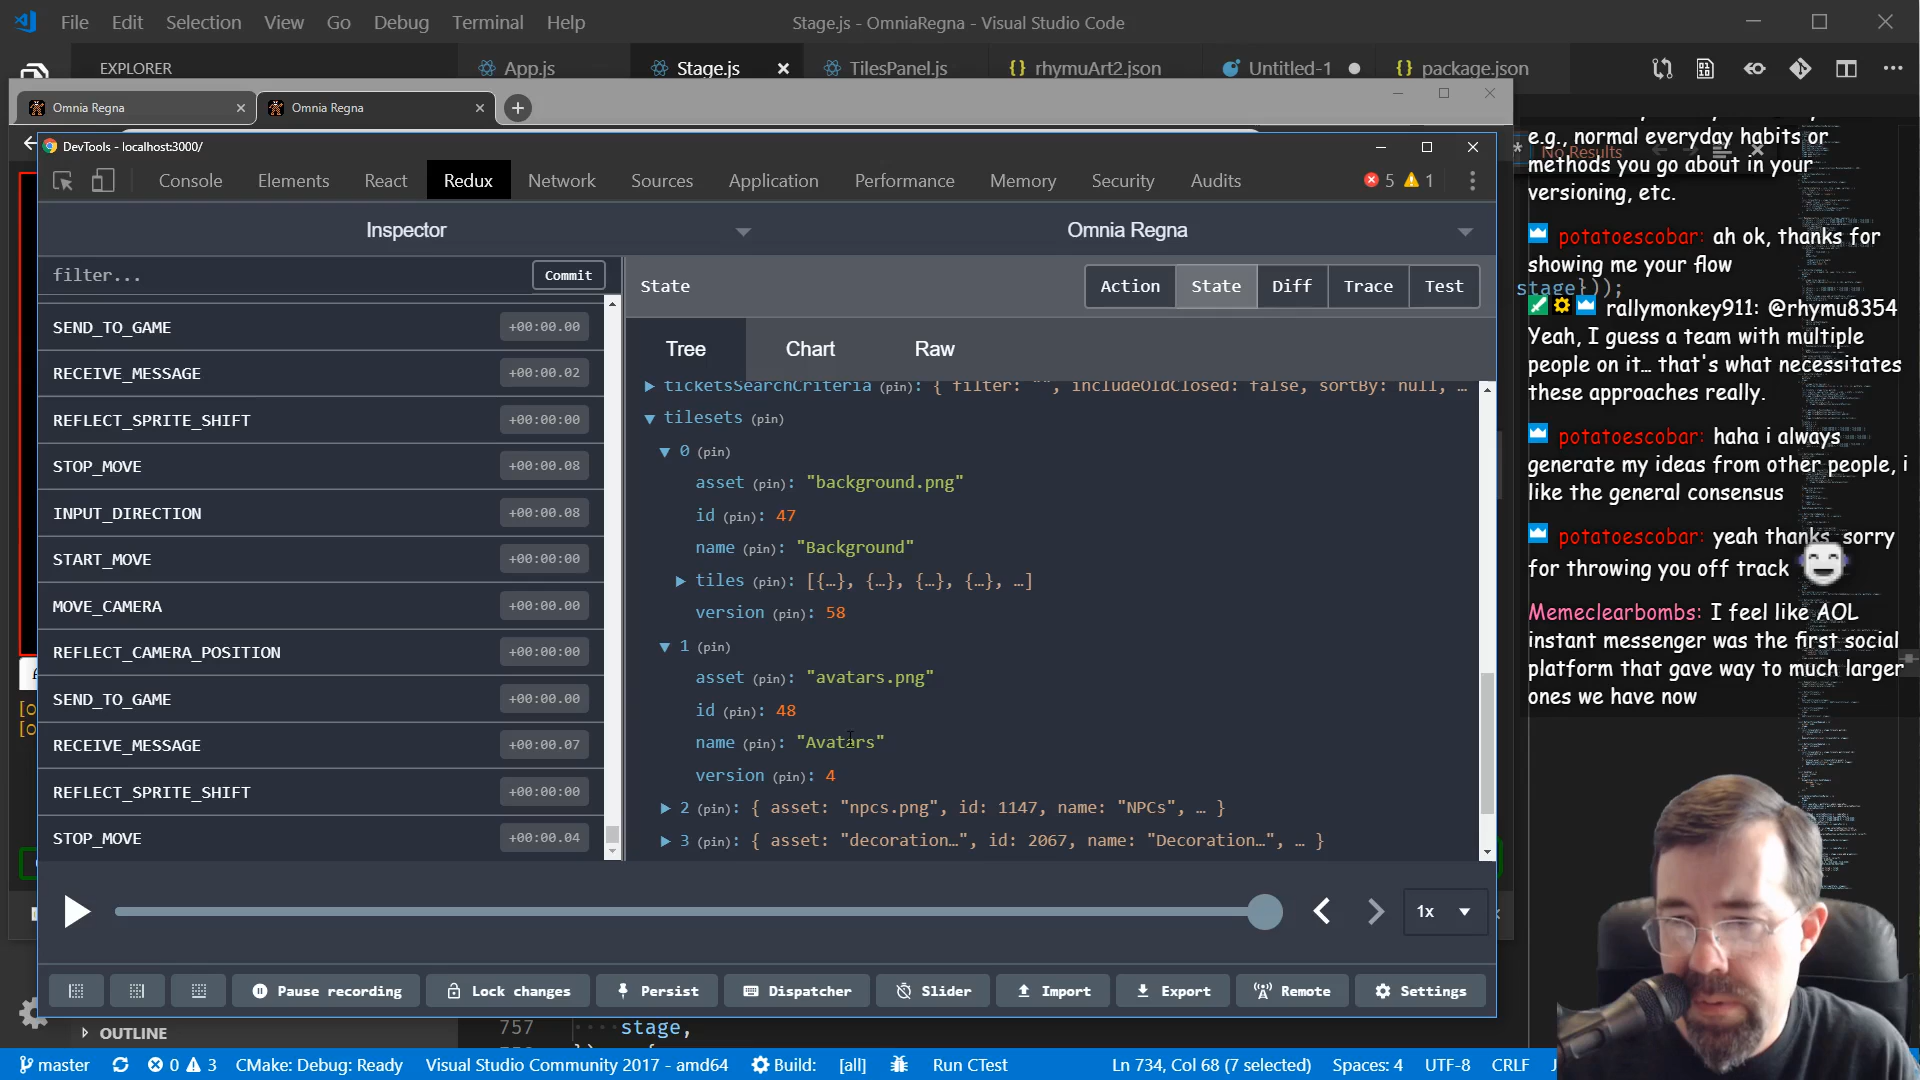 File Edit Selection View Go Debug Terminal Help
Stage.js - OmniaRegna - Visual Studio Code
EXPLORER
App.js
Stage.js
TilesPanel.js
rhymuArt2.json
Untitled-1
package.json
Omnia Regna
Omnia Regna
DevTools - localhost:3000/
Console Elements React Redux Network Sources Application Performance Memory Security Audits 5 1
Inspector
Omnia Regna
filter...
Commit
State
Action State Diff Trace Test
Tree Chart Raw
SEND_TO_GAME +00:00.00
RECEIVE_MESSAGE +00:00.02
REFLECT_SPRITE_SHIFT +00:00:00
STOP_MOVE +00:00.08
INPUT_DIRECTION +00:00.08
START_MOVE +00:00:00
MOVE_CAMERA +00:00.00
REFLECT_CAMERA_POSITION +00:00:00
SEND_TO_GAME +00:00.00
RECEIVE_MESSAGE +00:00.07
REFLECT_SPRITE_SHIFT +00:00:00
STOP_MOVE +00:00.04
ticketsSearchCriteria (pin): { filter: "", includeOldClosed: false, sortBy: null, …
tilesets (pin)
0 (pin)
asset (pin): "background.png"
id (pin): 47
name (pin): "Background"
tiles (pin): [{…}, {…}, {…}, {…}, …]
version (pin): 58
1 (pin)
asset (pin): "avatars.png"
id (pin): 48
name (pin): "Avatars"
version (pin): 4
2 (pin): { asset: "npcs.png", id: 1147, name: "NPCs", … }
3 (pin): { asset: "decoration…", id: 2067, name: "Decoration…", … }
1x
Pause recording
Lock changes
Persist
Dispatcher
Slider
Import
Export
Remote
Settings
e.g., normal everyday habits or
No Results
methods you go about in your
versioning, etc.
potatoescobar: ah ok, thanks for
showing me your flow
stage}));
rallymonkey911: @rhymu8354
Yeah, I guess a team with multiple
people on it... that's what necessitates
these approaches really.
potatoescobar: haha i always
generate my ideas from other people, i
like the general consensus
potatoescobar: yeah thanks, sorry
for throwing you off track
Memeclearbombs: I feel like AOL
instant messenger was the first social
platform that gave way to much larger
ones we have now
OUTLINE
757 stage,
master 0 3 CMake: Debug: Ready Visual Studio Community 2017 - amd64 Build: [all] Run CTest Ln 734, Col 68 (7 selected) Spaces: 4 UTF-8 CRLF